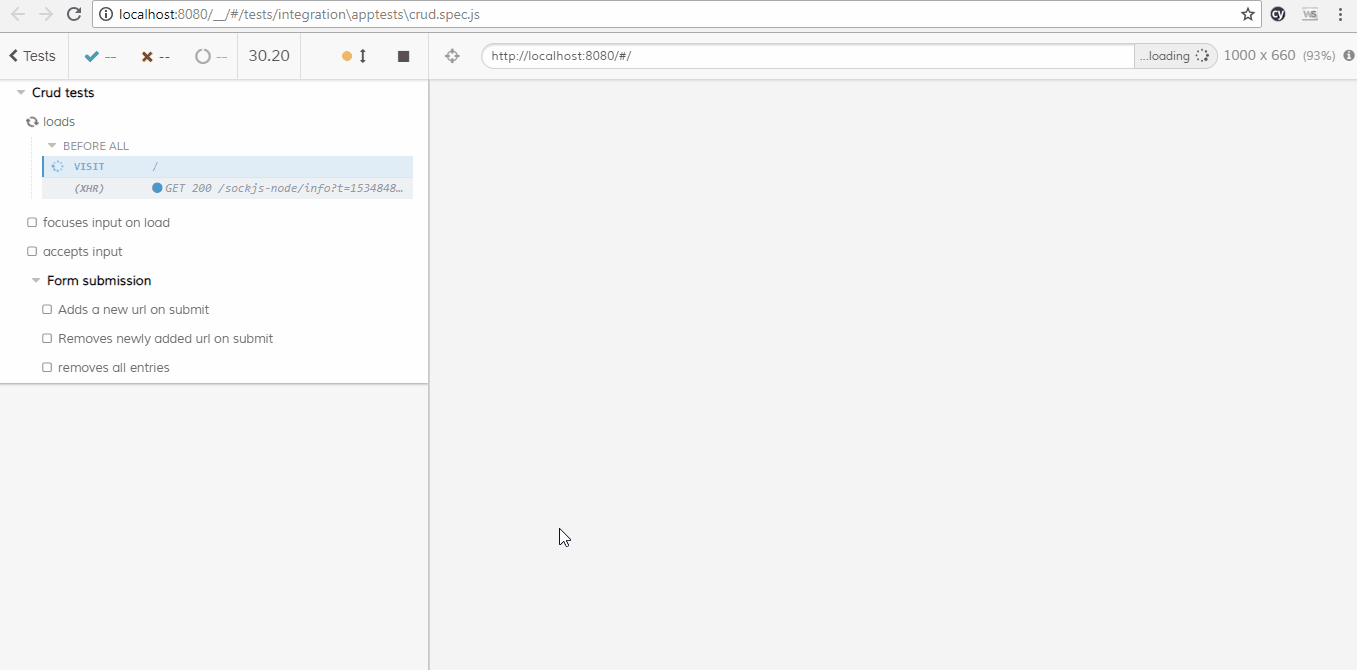 localhost:8080/__/#/tests/integration\apptests\crud.spec.js
Tests -- -- -- 30.20 http://localhost:8080/#/ ...loading 1000 x 660 (93%)
Crud tests
loads
BEFORE ALL
VISIT /
(XHR) GET 200 /sockjs-node/info?t=1534848…
focuses input on load
accepts input
Form submission
Adds a new url on submit
Removes newly added url on submit
removes all entries